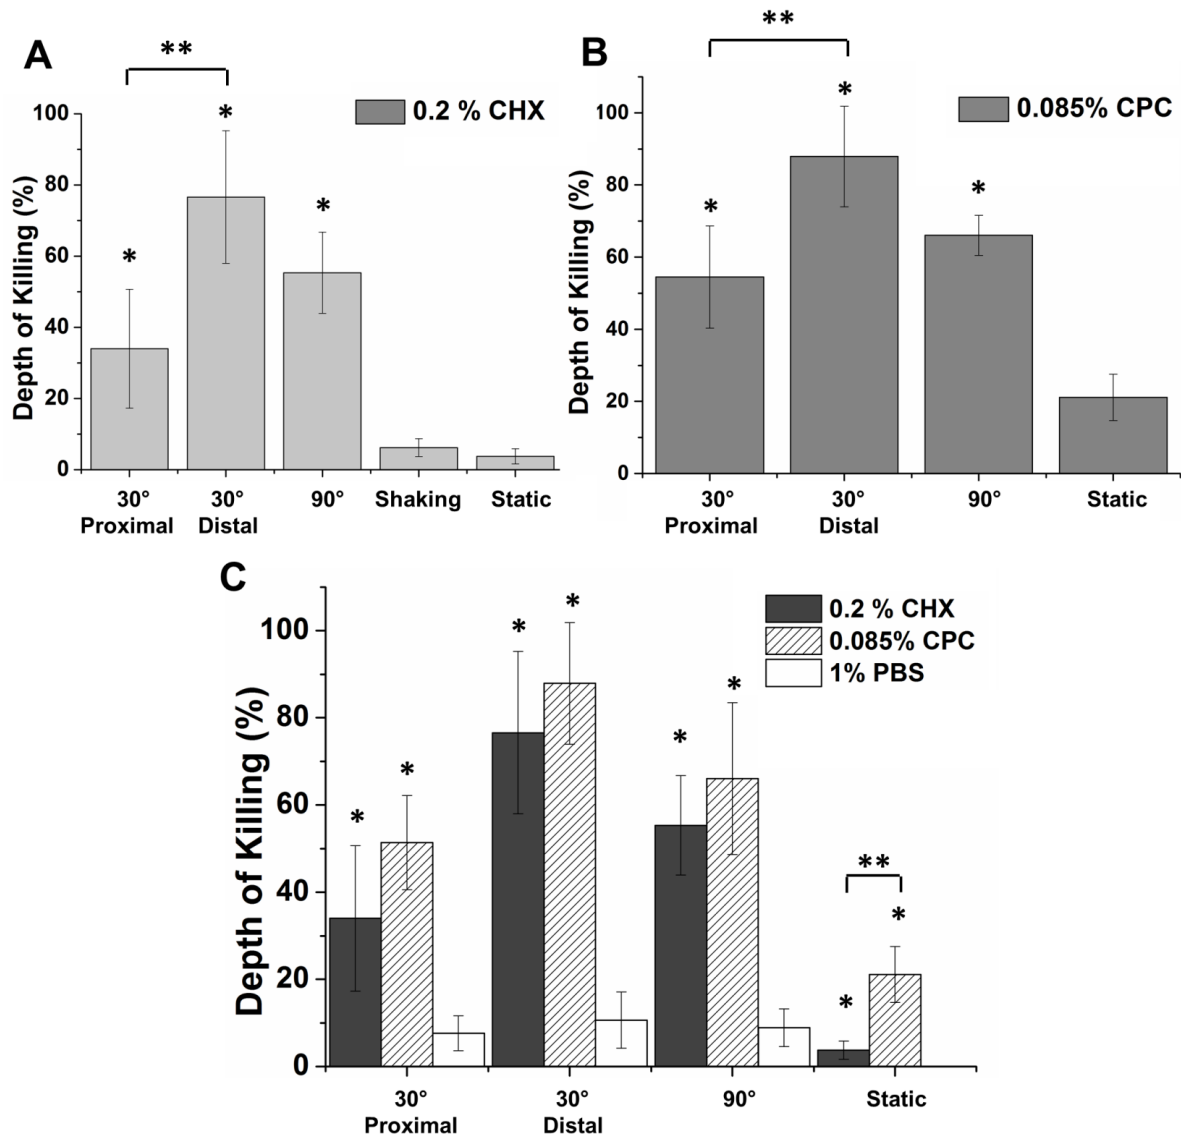 A
**
0.2 % CHX
Depth of Killing (%)
100
80
60
40
20
0
*
*
*
30° Proximal
30° Distal
90°
Shaking
Static
B
**
0.085% CPC
Depth of Killing (%)
100
80
60
40
20
0
*
*
*
30° Proximal
30° Distal
90°
Static
C
0.2 % CHX
0.085% CPC
1% PBS
Depth of Killing (%)
100
80
60
40
20
0
*
*
*
*
*
*
**
*
*
30° Proximal
30° Distal
90°
Static